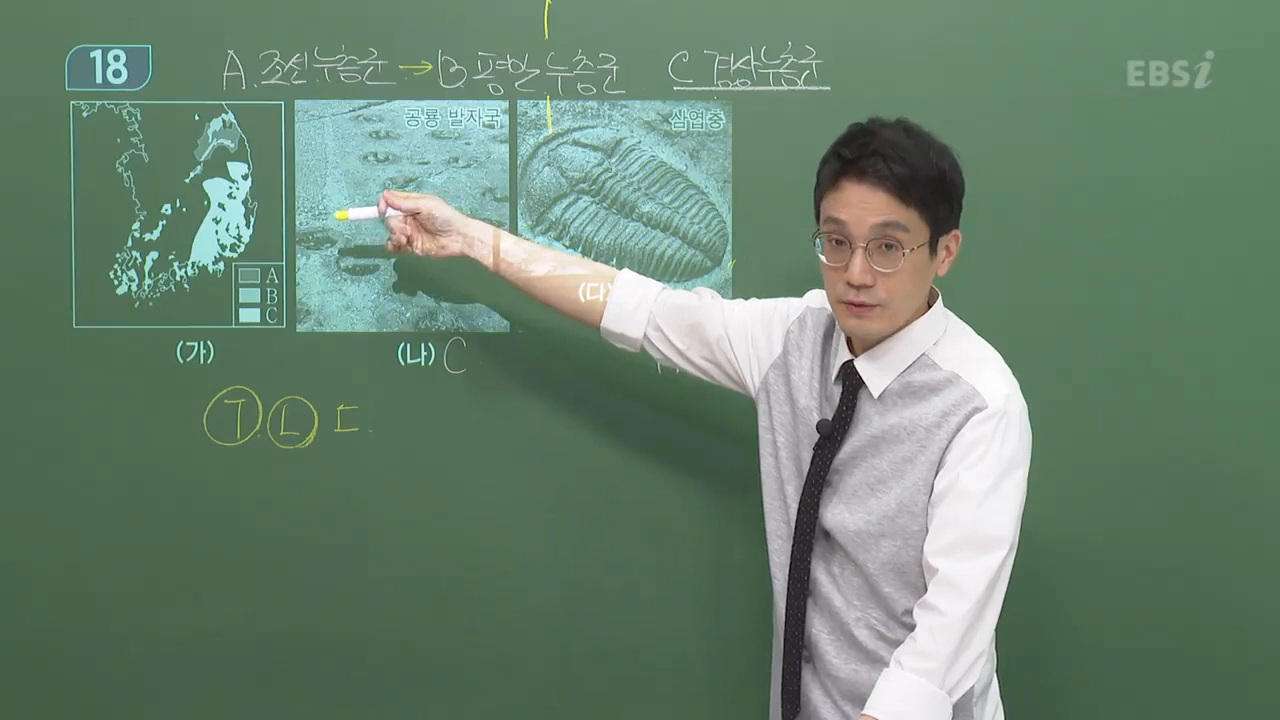 18 A. 조선 누층군 → B. 평안 누층군 C 경상 누층군
EBSi
공룡 발자국
삼엽충
A
B
C
(다)
(가) (나) C
ㄱ. ㄴ. ㄷ.